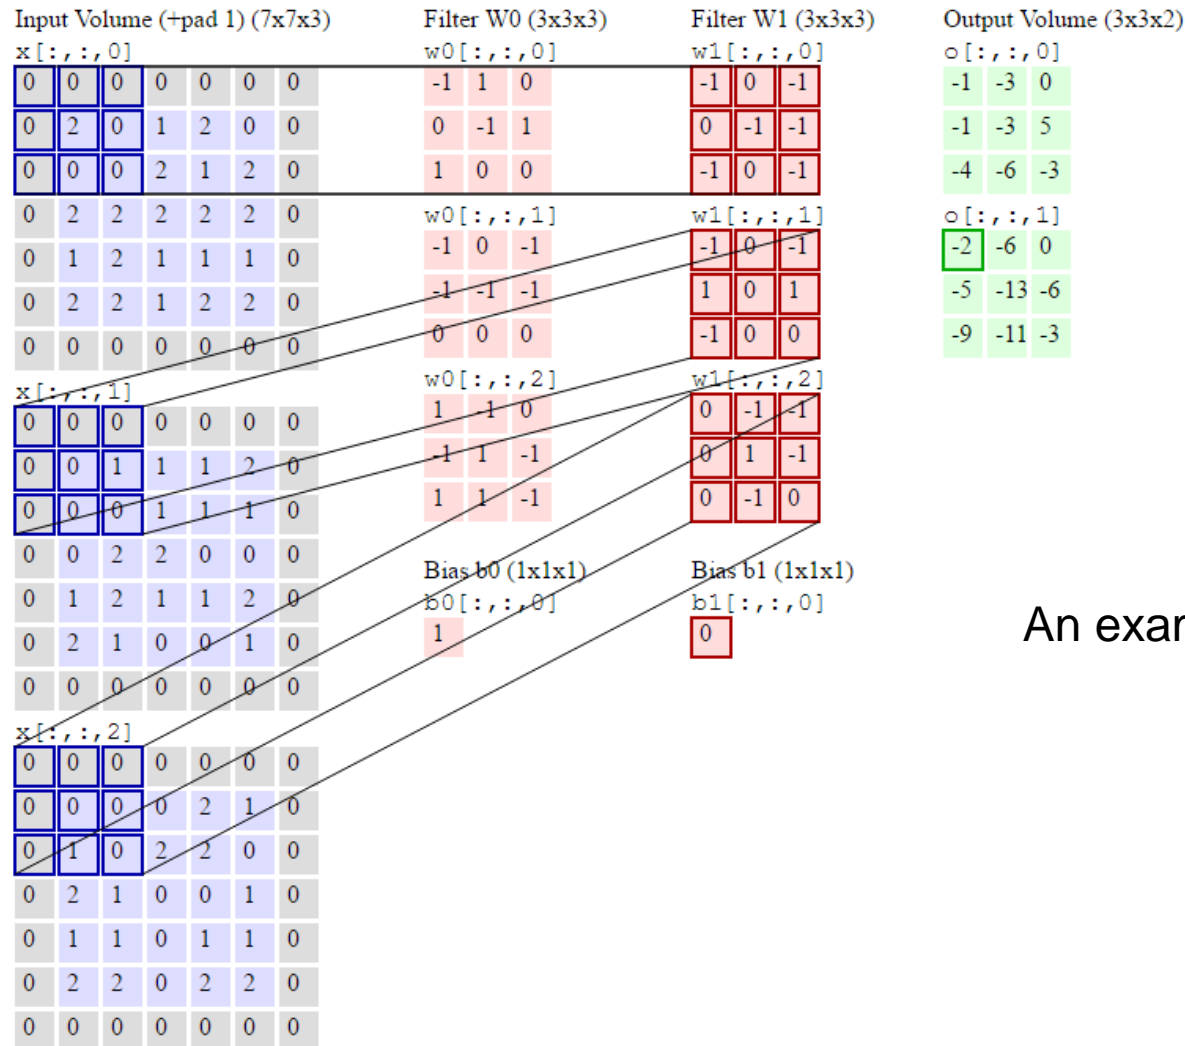 Input Volume (+pad 1) (7x7x3)
x[:,:,0]
0 0 0 0 0 0 0
0 2 0 1 2 0 0
0 0 0 2 1 2 0
0 2 2 2 2 2 0
0 1 2 1 1 1 0
0 2 2 1 2 2 0
0 0 0 0 0 0 0
x[:,:,1]
0 0 0 0 0 0 0
0 0 1 1 1 2 0
0 0 0 1 1 1 0
0 0 2 2 0 0 0
0 1 2 1 1 2 0
0 2 1 0 0 1 0
0 0 0 0 0 0 0
x[:,:,2]
0 0 0 0 0 0 0
0 0 0 0 2 1 0
0 1 0 2 2 0 0
0 2 1 0 0 1 0
0 1 1 0 1 1 0
0 2 2 0 2 2 0
0 0 0 0 0 0 0
Filter W0 (3x3x3)
w0[:,:,0]
-1 1 0
0 -1 1
1 0 0
w0[:,:,1]
-1 0 -1
-1 -1 -1
0 0 0
w0[:,:,2]
1 -1 0
-1 1 -1
1 1 -1
Bias b0 (1x1x1)
b0[:,:,0]
1
Filter W1 (3x3x3)
w1[:,:,0]
-1 0 -1
0 -1 -1
-1 0 -1
w1[:,:,1]
-1 0 -1
1 0 1
-1 0 0
w1[:,:,2]
0 -1 -1
0 1 -1
0 -1 0
Bias b1 (1x1x1)
b1[:,:,0]
0
Output Volume (3x3x2)
o[:,:,0]
-1 -3 0
-1 -3 5
-4 -6 -3
o[:,:,1]
-2 -6 0
-5 -13 -6
-9 -11 -3
An exa